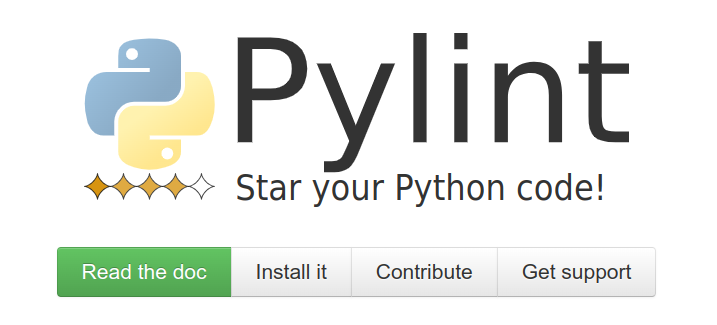 Pylint
Star your Python code!
Read the doc Install it Contribute Get support